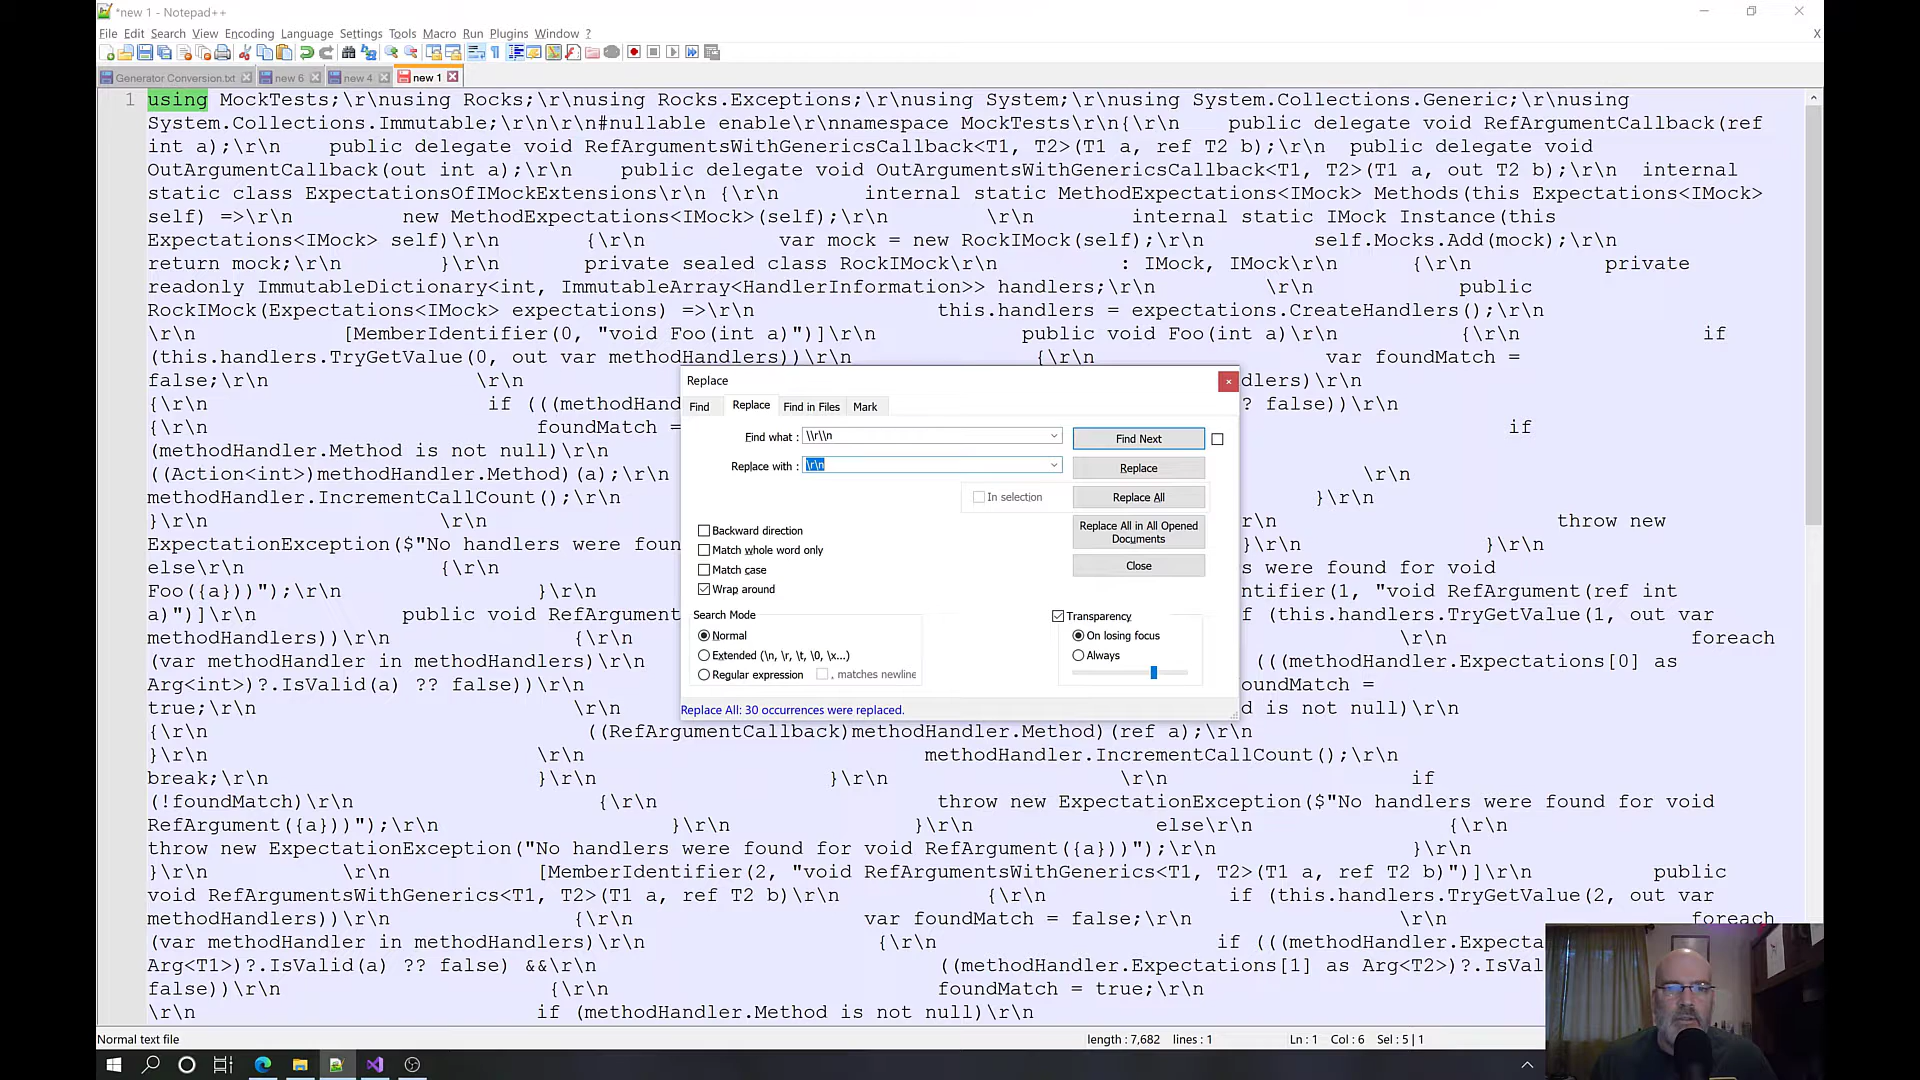 *new 1 - Notepad++
File Edit Search View Encoding Language Settings Tools Macro Run Plugins Window ? X
Generator Conversion.txt new 6 new 4 new 1
1 using MockTests;\r\nusing Rocks;\r\nusing Rocks.Exceptions;\r\nusing System;\r\nusing System.Collections.Generic;\r\nusing
System.Collections.Immutable;\r\n\r\n#nullable enable\r\nnamespace MockTests\r\n{\r\n public delegate void RefArgumentCallback(ref
int a);\r\n public delegate void RefArgumentsWithGenericsCallback<T1, T2>(T1 a, ref T2 b);\r\n public delegate void
OutArgumentCallback(out int a);\r\n public delegate void OutArgumentsWithGenericsCallback<T1, T2>(T1 a, out T2 b);\r\n internal
static class ExpectationsOfIMockExtensions\r\n {\r\n internal static MethodExpectations<IMock> Methods(this Expectations<IMock>
self) =>\r\n new MethodExpectations<IMock>(self);\r\n \r\n internal static IMock Instance(this
Expectations<IMock> self)\r\n {\r\n var mock = new RockIMock(self);\r\n self.Mocks.Add(mock);\r\n
return mock;\r\n }\r\n private sealed class RockIMock\r\n : IMock, IMock\r\n {\r\n private
readonly ImmutableDictionary<int, ImmutableArray<HandlerInformation>> handlers;\r\n \r\n public
RockIMock(Expectations<IMock> expectations) =>\r\n this.handlers = expectations.CreateHandlers();\r\n
\r\n [MemberIdentifier(0, "void Foo(int a)")]\r\n public void Foo(int a)\r\n {\r\n if
(this.handlers.TryGetValue(0, out var methodHandlers))\r\n {\r\n var foundMatch =
false;\r\n \r\n dlers)\r\n
{\r\n if (((methodHand ? false))\r\n
{\r\n foundMatch = if
(methodHandler.Method is not null)\r\n
((Action<int>)methodHandler.Method)(a);\r\n \r\n
methodHandler.IncrementCallCount();\r\n }\r\n
}\r\n \r\n r\n throw new
ExpectationException($"No handlers were foun }\r\n }\r\n
else\r\n {\r\n s were found for void
Foo({a}))");\r\n }\r\n ntifier(1, "void RefArgument(ref int
a)")]\r\n public void RefArgument f (this.handlers.TryGetValue(1, out var
methodHandlers))\r\n {\r\n \r\n foreach
(var methodHandler in methodHandlers)\r\n (((methodHandler.Expectations[0] as
Arg<int>)?.IsValid(a) ?? false))\r\n oundMatch =
true;\r\n \r\n d is not null)\r\n
{\r\n ((RefArgumentCallback)methodHandler.Method)(ref a);\r\n
}\r\n \r\n methodHandler.IncrementCallCount();\r\n
break;\r\n }\r\n }\r\n \r\n if
(!foundMatch)\r\n {\r\n throw new ExpectationException($"No handlers were found for void
RefArgument({a}))");\r\n }\r\n }\r\n else\r\n {\r\n
throw new ExpectationException("No handlers were found for void RefArgument({a}))");\r\n }\r\n
}\r\n \r\n [MemberIdentifier(2, "void RefArgumentsWithGenerics<T1, T2>(T1 a, ref T2 b)")]\r\n public
void RefArgumentsWithGenerics<T1, T2>(T1 a, ref T2 b)\r\n {\r\n if (this.handlers.TryGetValue(2, out var
methodHandlers))\r\n {\r\n var foundMatch = false;\r\n \r\n foreach
(var methodHandler in methodHandlers)\r\n {\r\n if (((methodHandler.Expecta
Arg<T1>)?.IsValid(a) ?? false) &&\r\n ((methodHandler.Expectations[1] as Arg<T2>)?.IsVal
false))\r\n {\r\n foundMatch = true;\r\n
\r\n if (methodHandler.Method is not null)\r\n
Replace
Find Replace Find in Files Mark
Find what : \\r\\n Find Next
Replace with : \r\n Replace
In selection Replace All
Replace All in All Opened
Documents
Close
Backward direction
Match whole word only
Match case
Wrap around
Search Mode
Normal
Extended (\n, \r, \t, \0, \x...)
Regular expression . matches newline
Transparency
On losing focus
Always
Replace All: 30 occurrences were replaced.
Normal text file length : 7,682 lines : 1 Ln : 1 Col : 6 Sel : 5 | 1